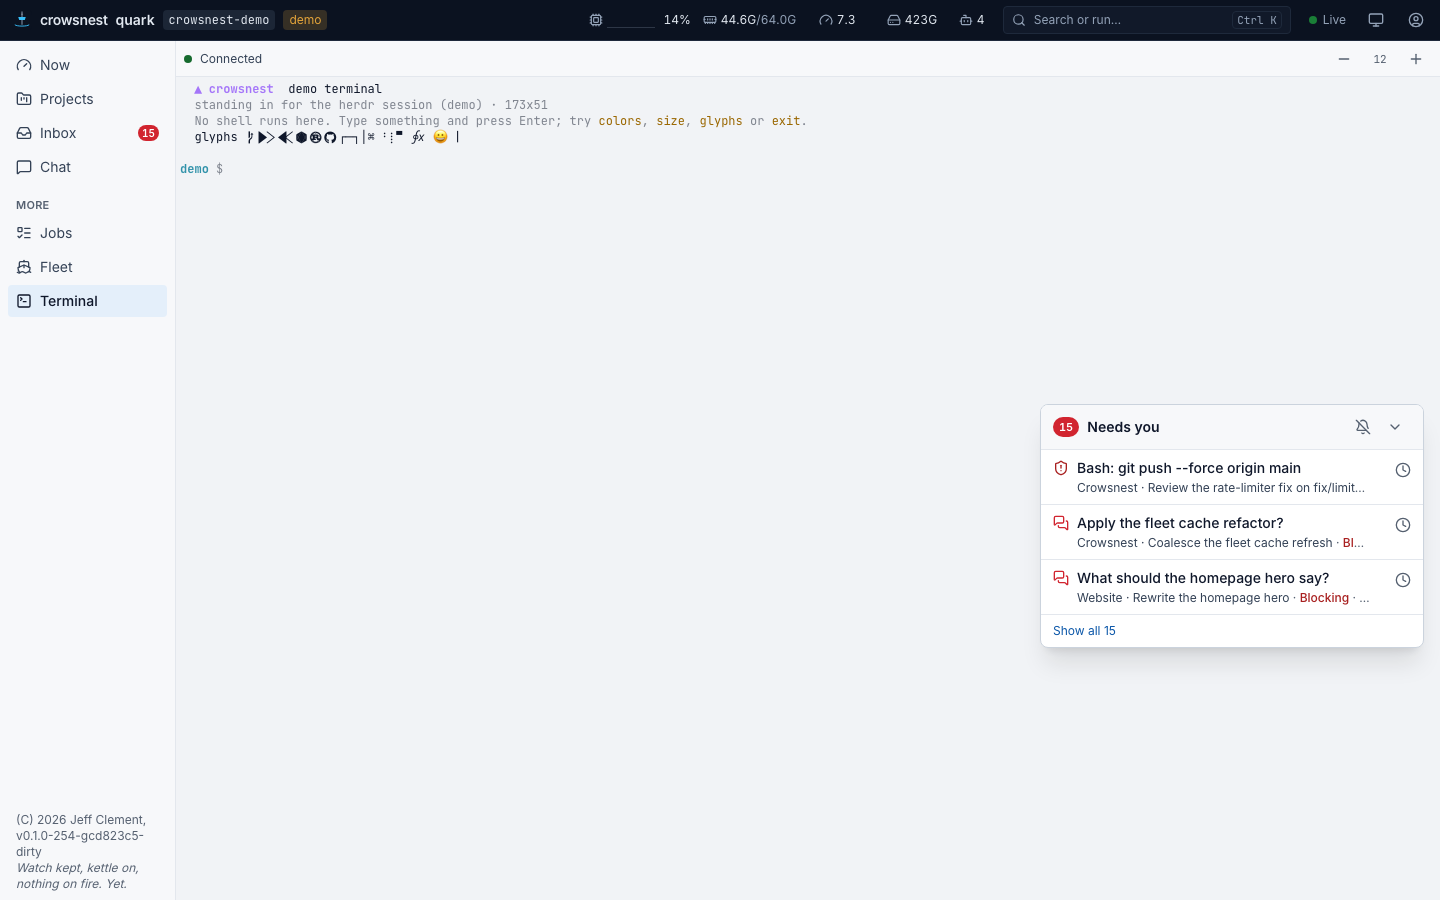 crowsnest quark crowsnest-demo demo 14% 44.6G/64.0G 7.3 423G 4 Search or run... Ctrl K Live
Now
Projects
Inbox 15
Chat
MORE
Jobs
Fleet
Terminal
(C) 2026 Jeff Clement,
v0.1.0-254-gcd823c5-
dirty
Watch kept, kettle on,
nothing on fire. Yet.
Connected 12
▲ crowsnest demo terminal
standing in for the herdr session (demo) · 173x51
No shell runs here. Type something and press Enter; try colors, size, glyphs or exit.
glyphs
demo $
15 Needs you
Bash: git push --force origin main
Crowsnest · Review the rate-limiter fix on fix/limit...
Apply the fleet cache refactor?
Crowsnest · Coalesce the fleet cache refresh · Bl...
What should the homepage hero say?
Website · Rewrite the homepage hero · Blocking · ...
Show all 15